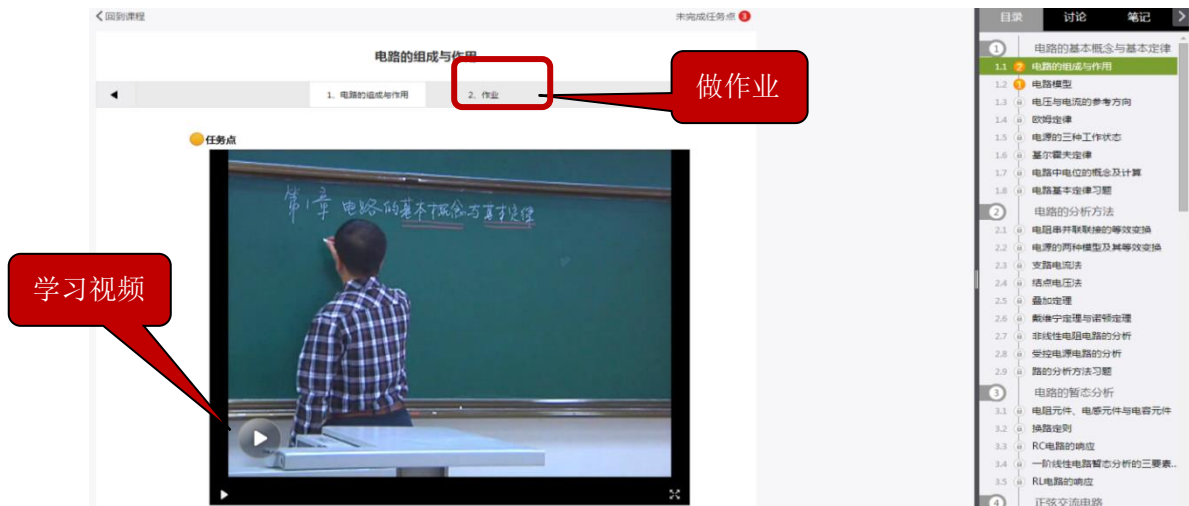 回到课程
未完成任务点 3
电路的组成与作用
1、电路的组成与作用
2、作业
做作业
任务点
第1章 电路的基本概念与基本定律
学习视频
目录
讨论
笔记
1 电路的基本概念与基本定律
1.1 2 电路的组成与作用
1.2 1 电路模型
1.3 电压与电流的参考方向
1.4 欧姆定律
1.5 电源的三种工作状态
1.6 基尔霍夫定律
1.7 电路中电位的概念及计算
1.8 电路基本定律习题
2 电路的分析方法
2.1 电阻串并联联接的等效变换
2.2 电源的两种模型及其等效变换
2.3 支路电流法
2.4 结点电压法
2.5 叠加定理
2.6 戴维宁定理与诺顿定理
2.7 非线性电阻电路的分析
2.8 受控电源电路的分析
2.9 路的分析方法习题
3 电路的暂态分析
3.1 电阻元件、电感元件与电容元件
3.2 换路定则
3.3 RC电路的响应
3.4 一阶线性电路暂态分析的三要素..
3.5 RL电路的响应
4 正弦交流电路